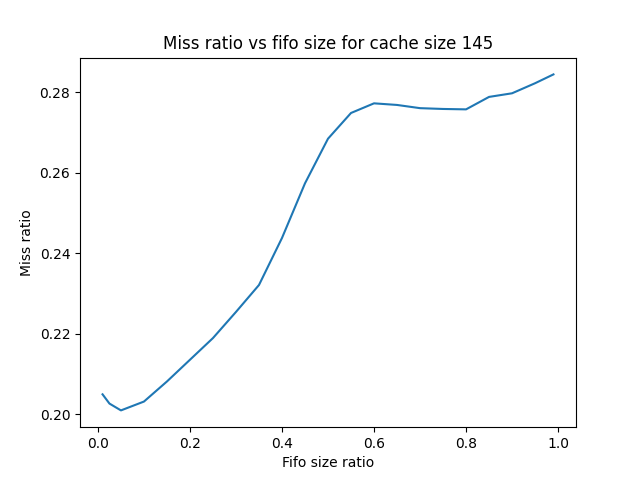 Miss ratio vs fifo size for cache size 145
Miss ratio
0.28
0.26
0.24
0.22
0.20
0.0 0.2 0.4 0.6 0.8 1.0
Fifo size ratio